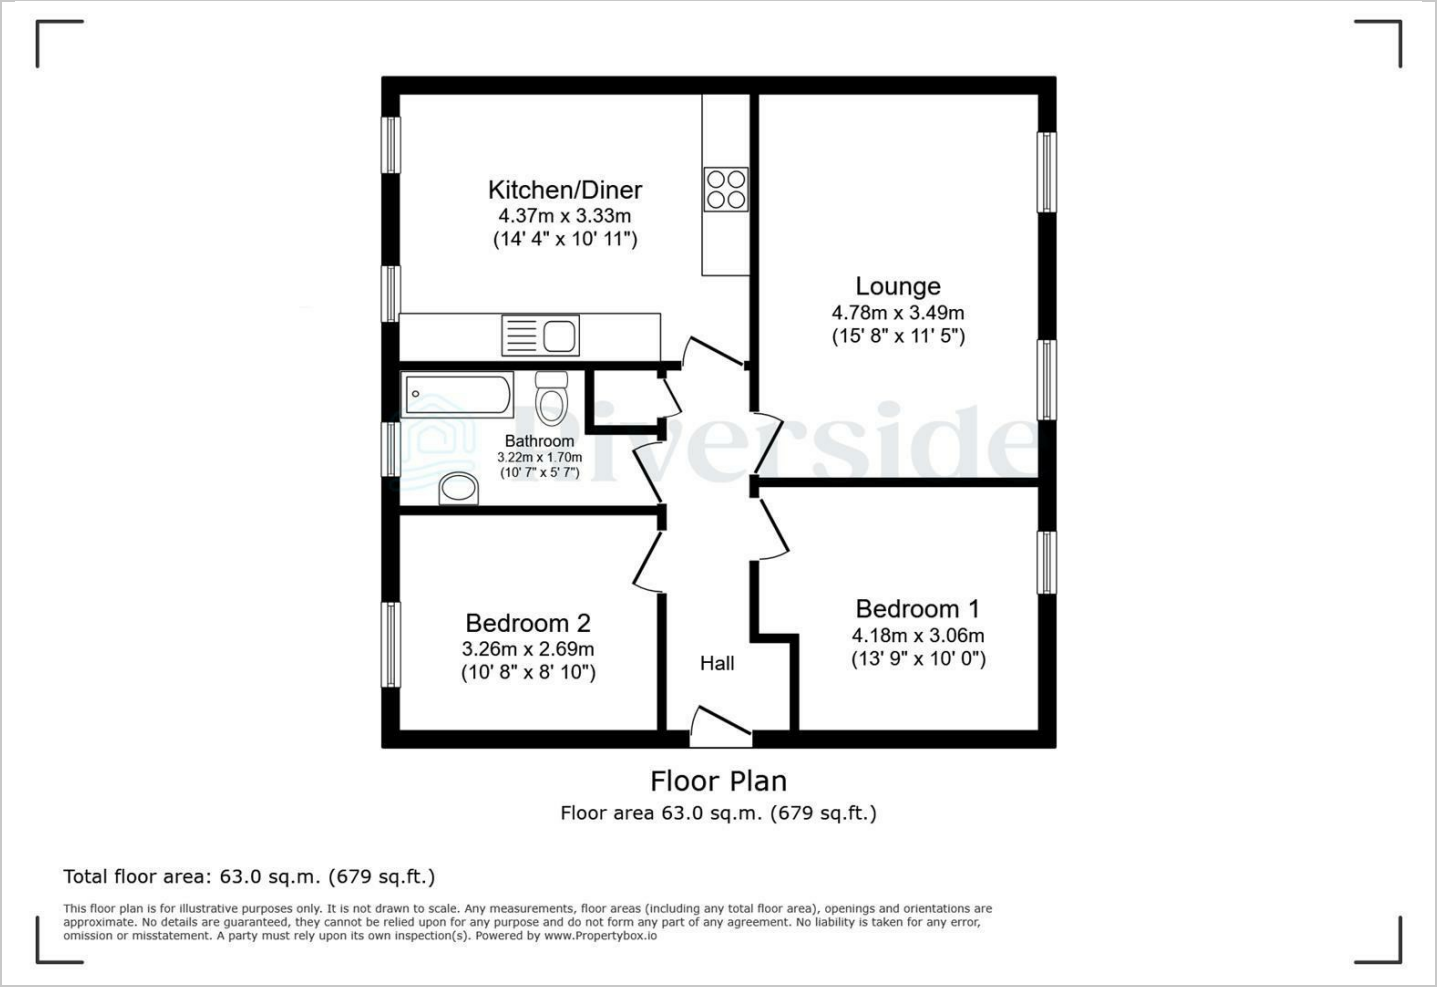 Kitchen/Diner
4.37m x 3.33m
(14' 4" x 10' 11")
Lounge
4.78m x 3.49m
(15' 8" x 11' 5")
Riverside
Bathroom
3.22m x 1.70m
(10' 7" x 5' 7")
Bedroom 2
3.26m x 2.69m
(10' 8" x 8' 10")
Hall
Bedroom 1
4.18m x 3.06m
(13' 9" x 10' 0")
Floor Plan
Floor area 63.0 sq.m. (679 sq.ft.)
Total floor area: 63.0 sq.m. (679 sq.ft.)
This floor plan is for illustrative purposes only. It is not drawn to scale. Any measurements, floor areas (including any total floor area), openings and orientations are
approximate. No details are guaranteed, they cannot be relied upon for any purpose and do not form any part of any agreement. No liability is taken for any error,
omission or misstatement. A party must rely upon its own inspection(s). Powered by www.Propertybox.io